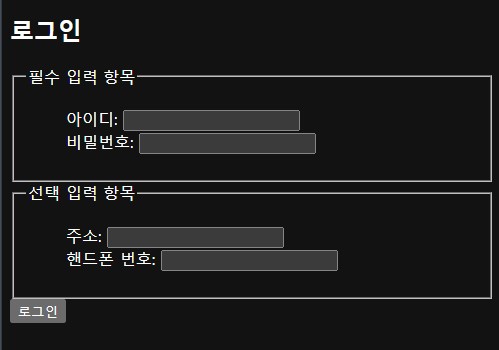 로그인
필수 입력 항목
아이디:
비밀번호:
선택 입력 항목
주소:
핸드폰 번호:
로그인